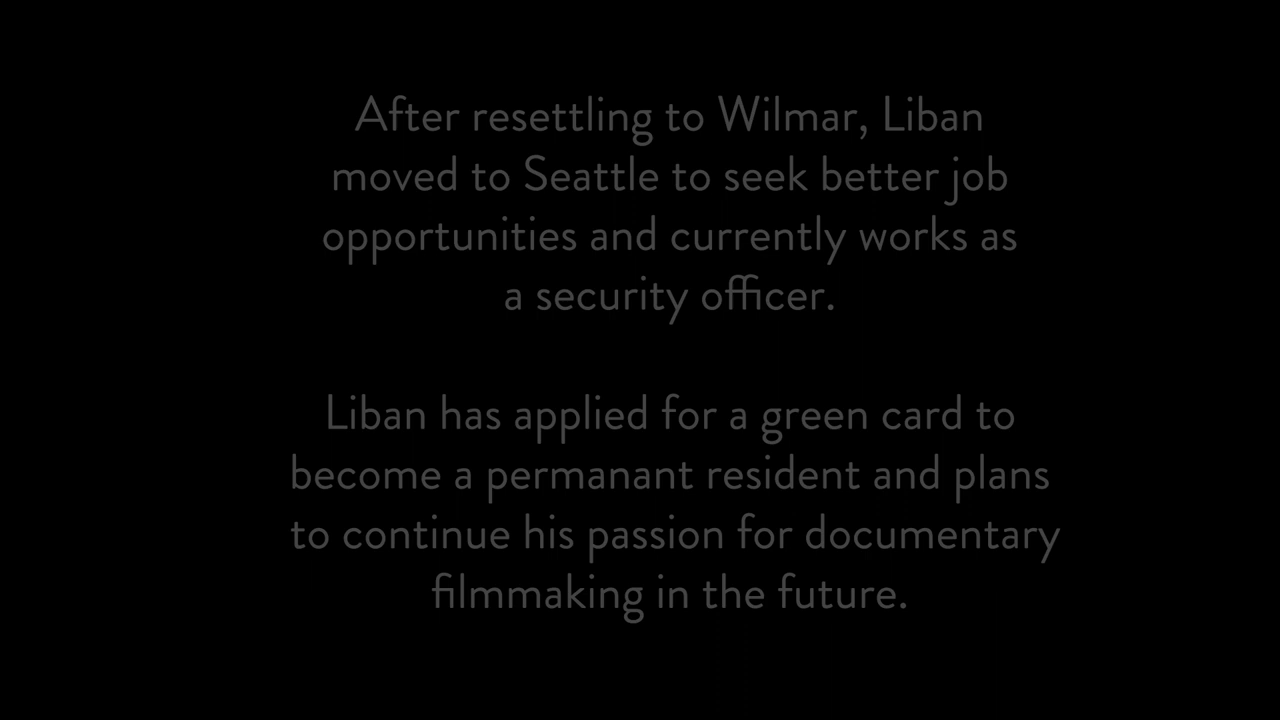 After resettling to Wilmar, Liban
moved to Seattle to seek better job
opportunities and currently works as
a security officer.
Liban has applied for a green card to
become a permanant resident and plans
to continue his passion for documentary
filmmaking in the future.